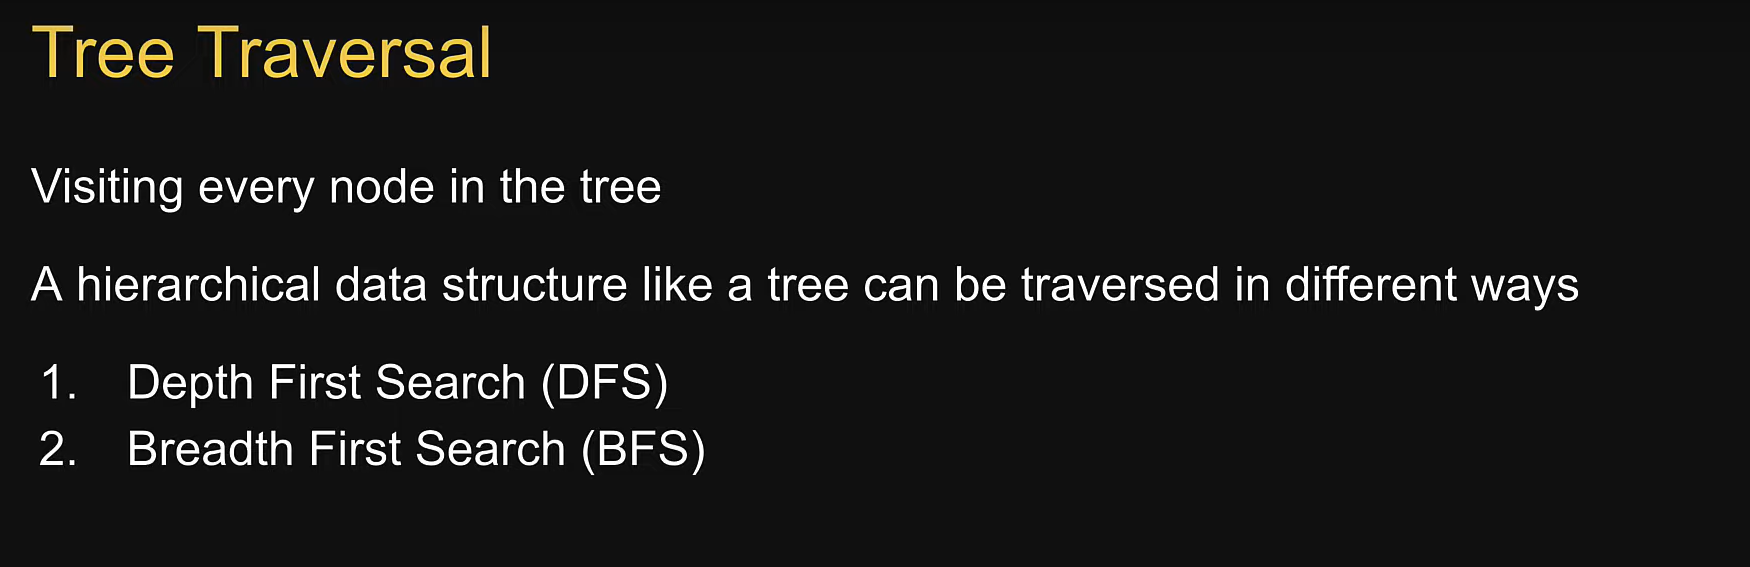 Tree Traversal
Visiting every node in the tree
A hierarchical data structure like a tree can be traversed in different ways
1. Depth First Search (DFS)
2. Breadth First Search (BFS)